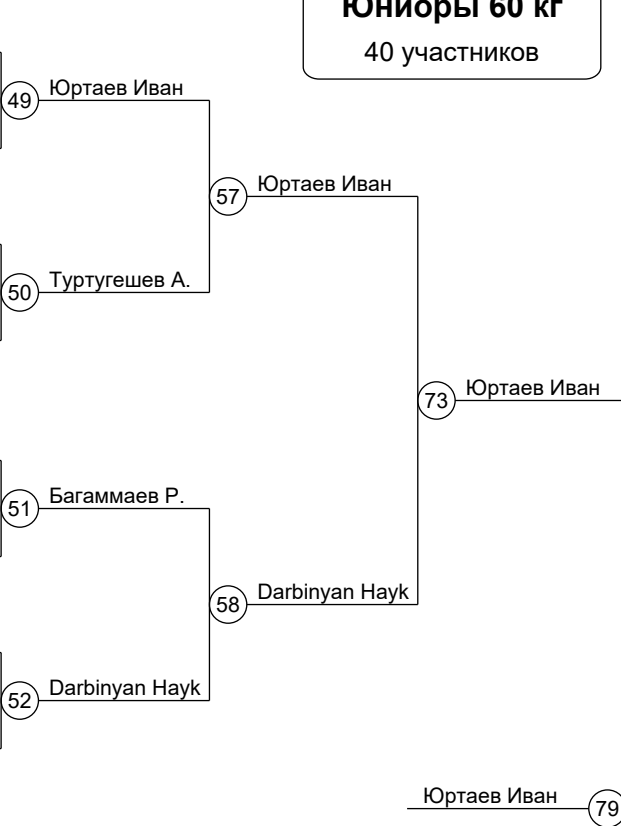 Юниоры 60 кг
40 участников
Юртаев Иван
49
Юртаев Иван
57
Туртугешев А.
50
Юртаев Иван
73
Багаммаев Р.
51
Darbinyan Hayk
58
Darbinyan Hayk
52
Юртаев Иван
79